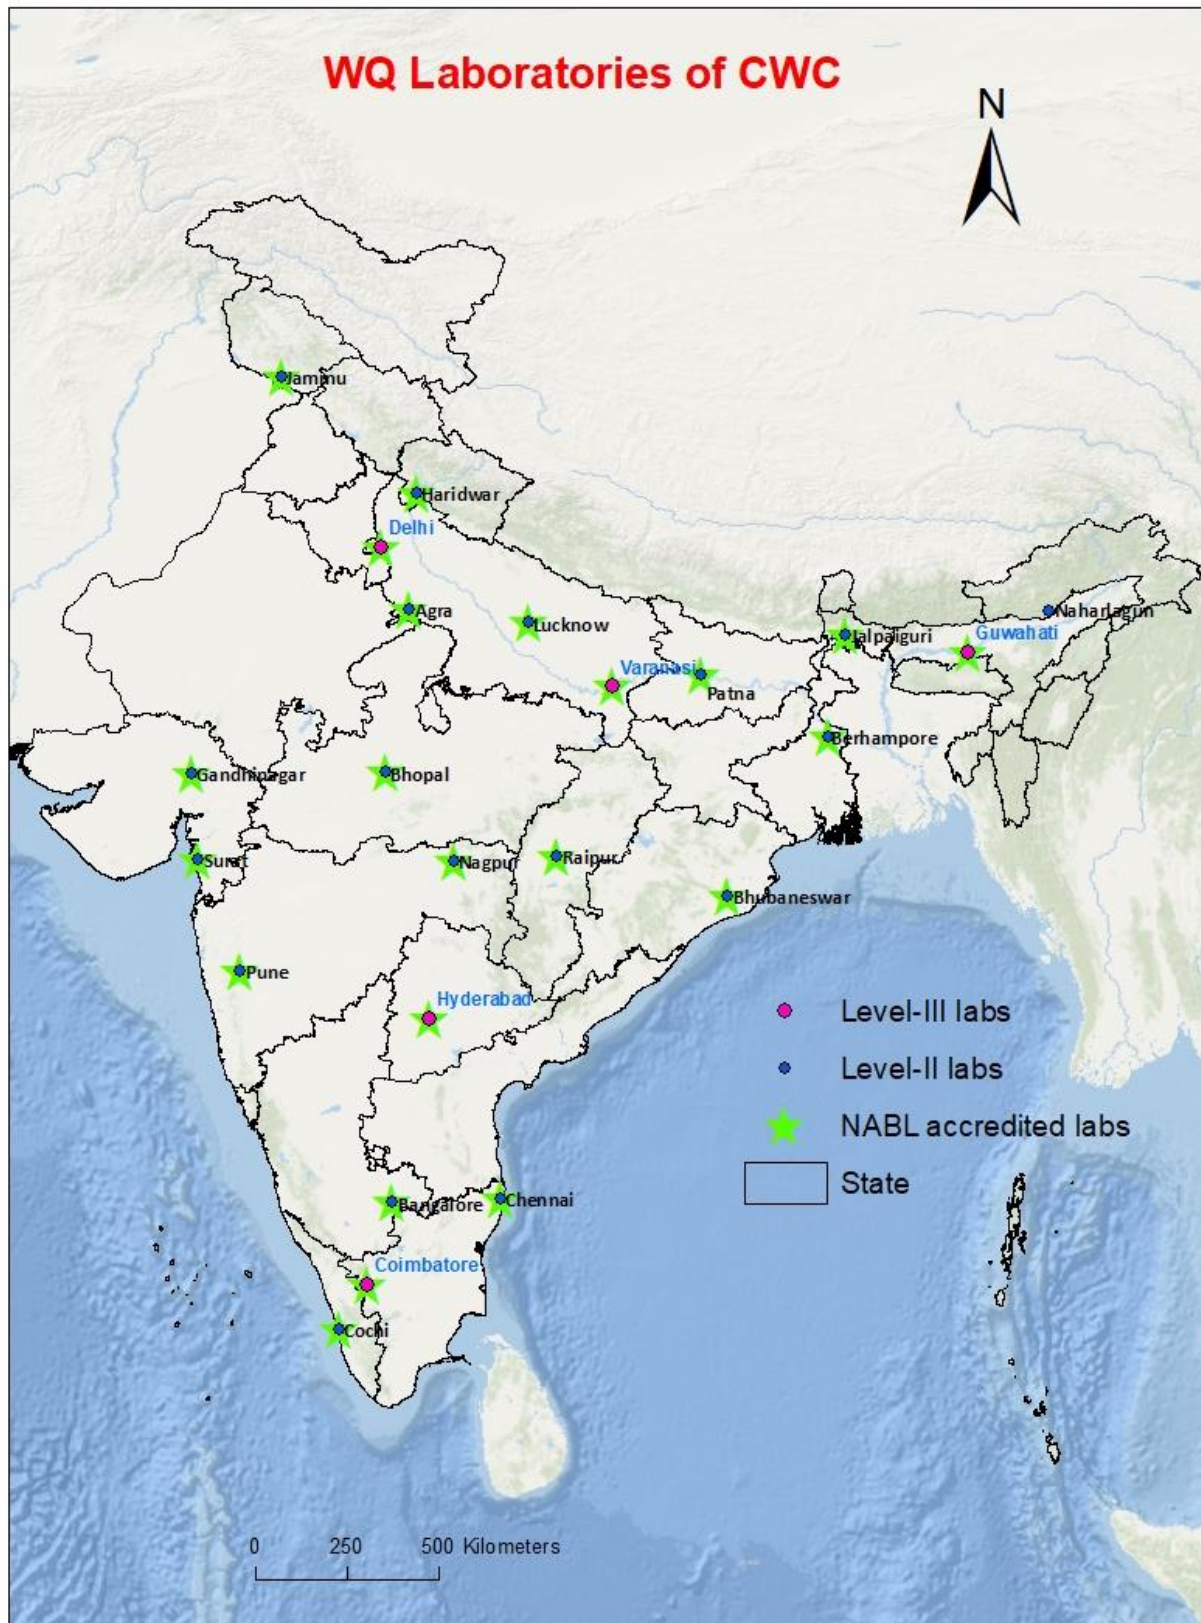 WQ Laboratories of CWC
N
Jammu
Haridwar
Delhi
Agra
Lucknow
Naharlagun
Jalpaiguri
Guwahati
Varanasi
Patna
Berhampore
Gandhinagar
Bhopal
Surat
Nagpur
Raipur
Bhubaneswar
Pune
Hyderabad
Level-III labs
Level-II labs
NABL accredited labs
State
Bangalore
Chennai
Coimbatore
Cochi
0 250 500 Kilometers